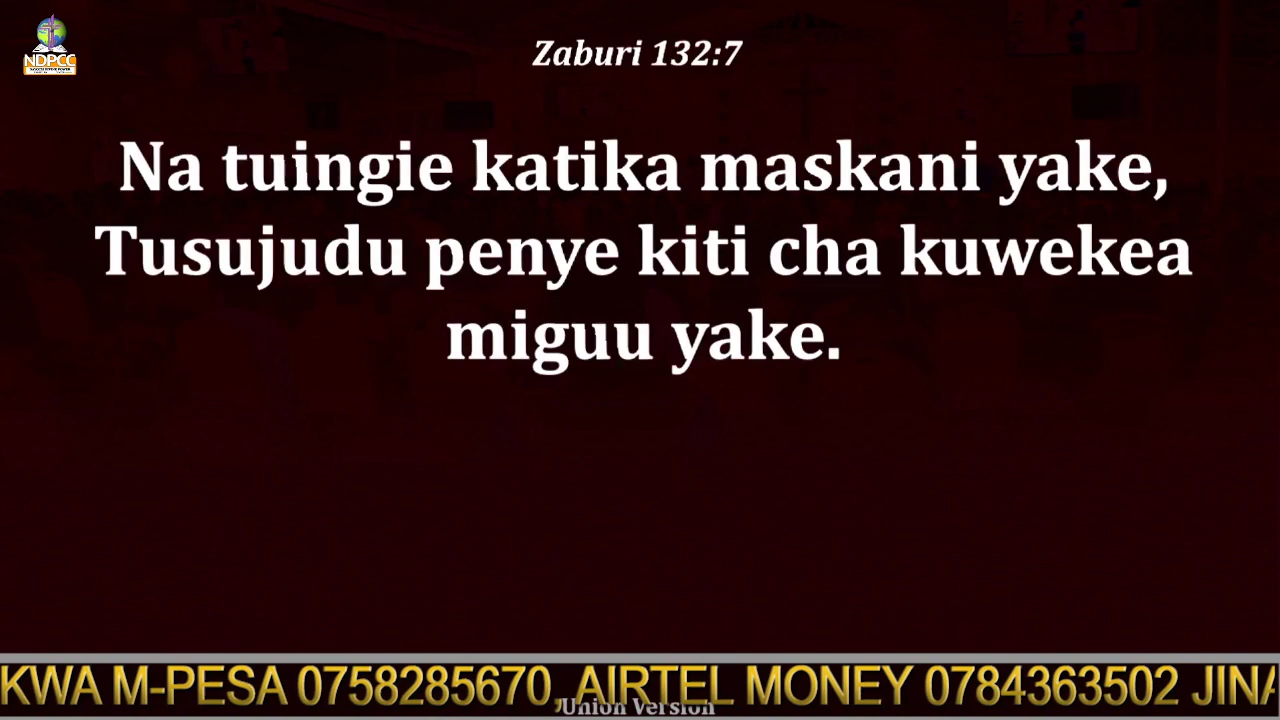 NDPCC
Zaburi 132:7
Na tuingie katika maskani yake,
Tusujudu penye kiti cha kuwekea
miguu yake.
KWA M-PESA 0758285670, AIRTEL MONEY 0784363502 JINA
Union Version